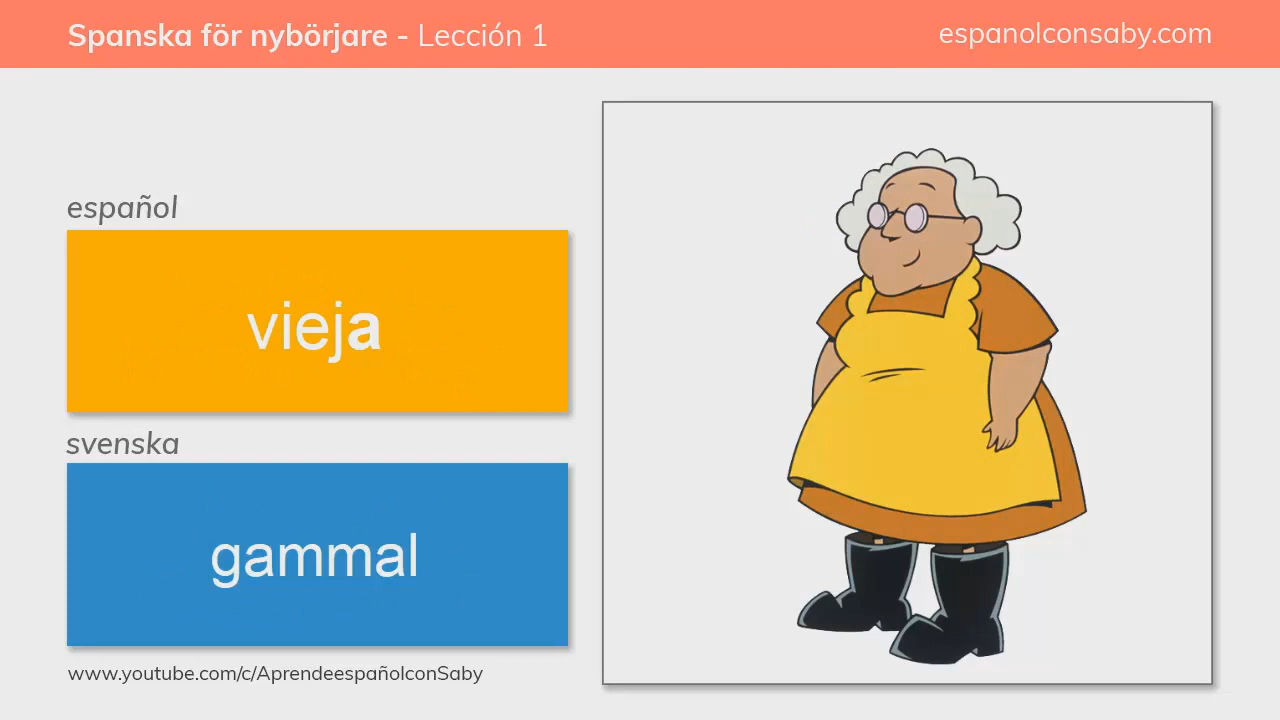 Spanska för nybörjare - Lección 1
espanolconsaby.com
español
vieja
svenska
gammal
www.youtube.com/c/AprendeespañolconSaby